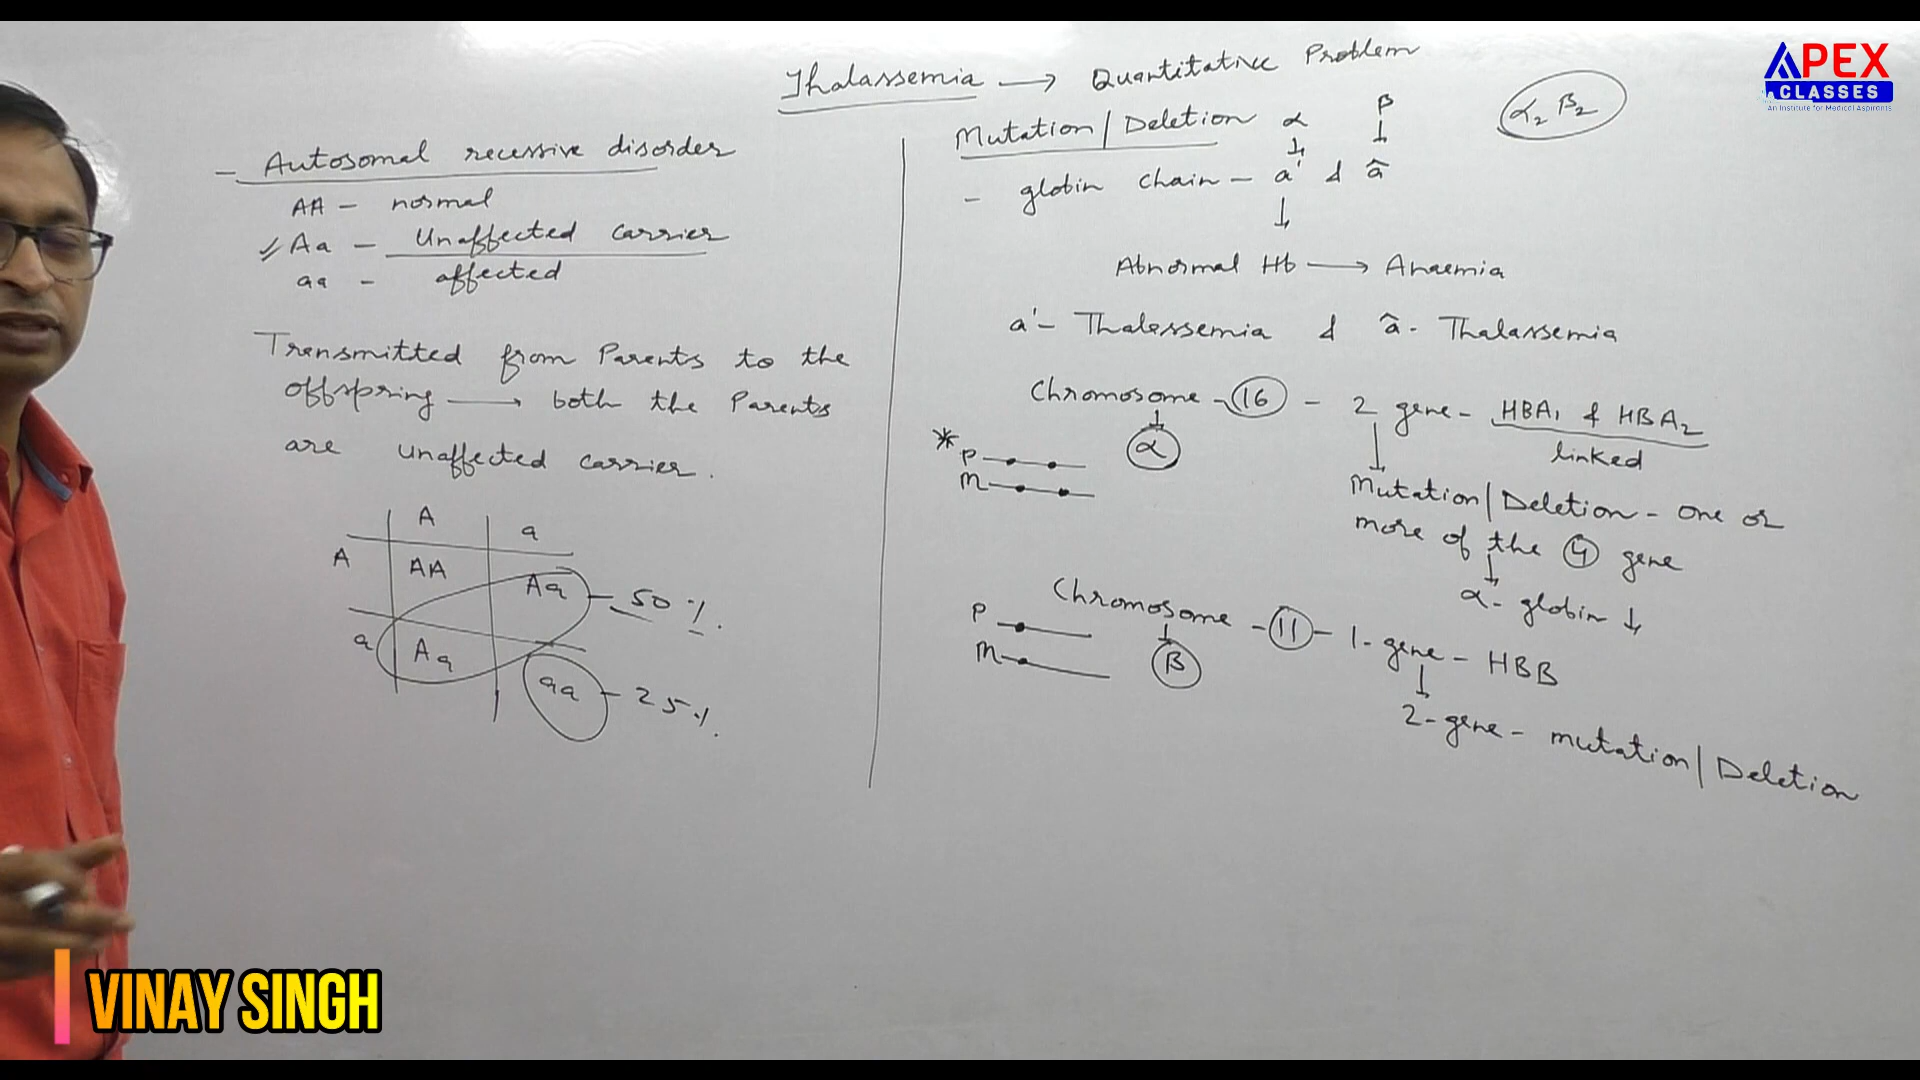 Thalassemia → Quantitative Problem
APEX
CLASSES
An Institute for Medical Aspirants
- Autosomal recessive disorder
AA - normal
✓ Aa - Unaffected carrier
aa - affected
Transmitted from Parents to the
offspring → both the Parents
are unaffected carrier.
A a
A AA Aa - 50%.
a Aa aa - 25%.
Mutation/Deletion α β
α₂ β₂
↓ ↓
- globin chain - a' & â
↓
Abnormal Hb → Anaemia
a' - Thalessemia & â - Thalassemia
Chromosome - 16 - 2 gene - HBA₁ & HBA₂
↓
α
linked
* P
M
↓
Mutation/Deletion - one or
more of the 4 gene
↓
α - globin ↓
Chromosome - 11 - 1 - gene - HBB
P
M
↓
β
↓
2 - gene - mutation/Deletion
VINAY SINGH